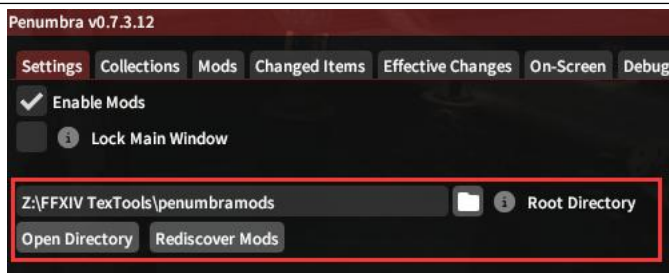 Penumbra v0.7.3.12
Settings Collections Mods Changed Items Effective Changes On-Screen Debug
Enable Mods
Lock Main Window
Z:\FFXIV TexTools\penumbramods Root Directory
Open Directory Rediscover Mods